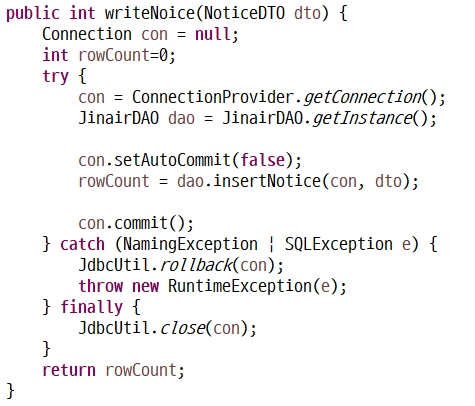 public int writeNoice(NoticeDTO dto) {
    Connection con = null;
    int rowCount=0;
    try {
        con = ConnectionProvider.getConnection();
        JinairDAO dao = JinairDAO.getInstance();

        con.setAutoCommit(false);
        rowCount = dao.insertNotice(con, dto);

        con.commit();
    } catch (NamingException | SQLException e) {
        JdbcUtil.rollback(con);
        throw new RuntimeException(e);
    } finally {
        JdbcUtil.close(con);
    }
    return rowCount;
}